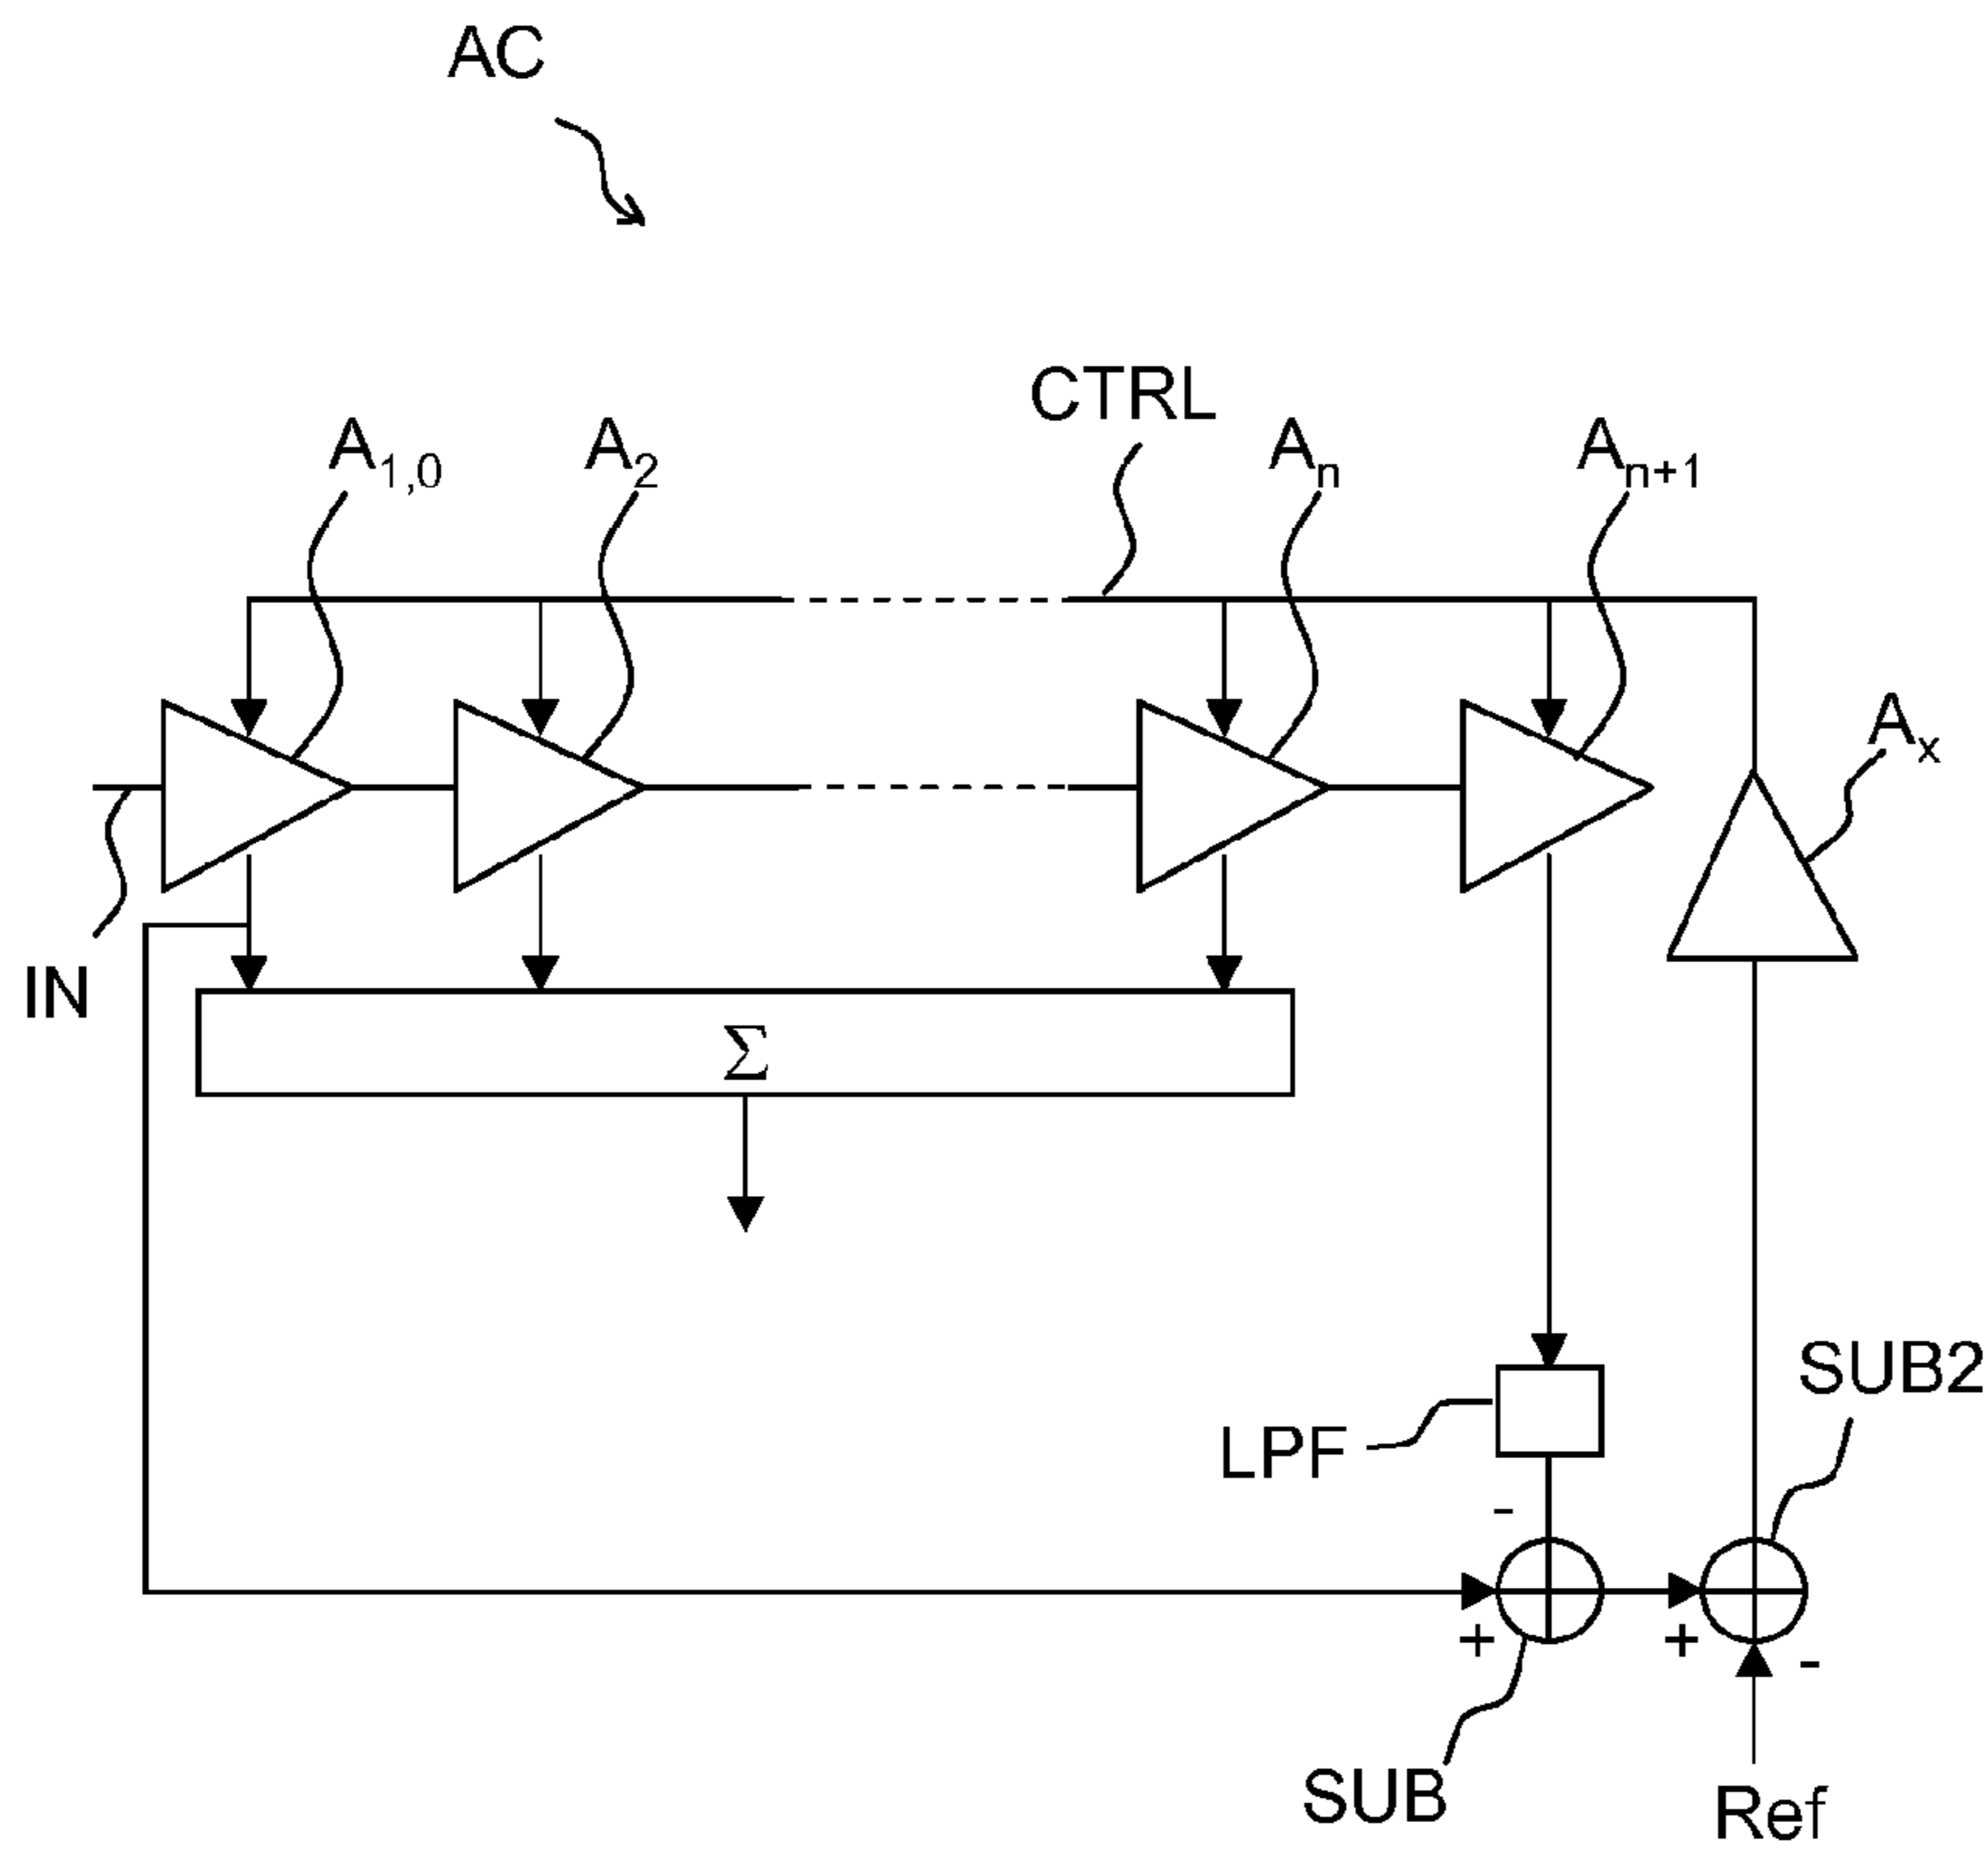 AC
CTRL
A1,0
A2
An
An+1
Ax
IN
Σ
SUB2
LPF
-
+
+
-
SUB
Ref